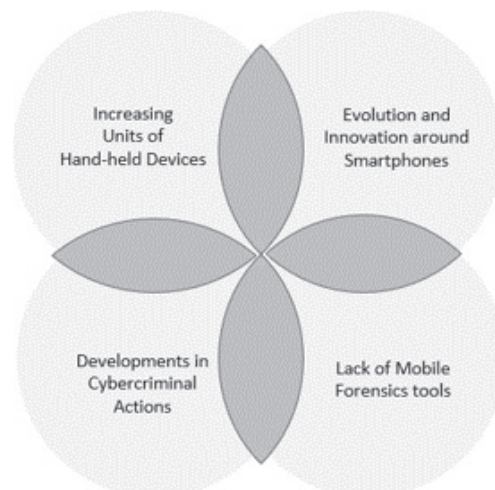 Increasing
Units of
Hand-held Devices
Evolution and
Innovation around
Smartphones
Developments in
Cybercriminal
Actions
Lack of Mobile
Forensics tools